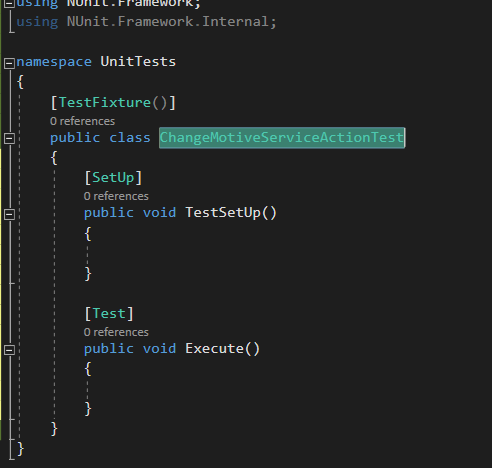 using NUnit.Framework;
using NUnit.Framework.Internal;
namespace UnitTests
{
[TestFixture()]
0 references
public class ChangeMotiveServiceActionTest
{
[SetUp]
0 references
public void TestSetUp()
{
}
[Test]
0 references
public void Execute()
{
}
}
}